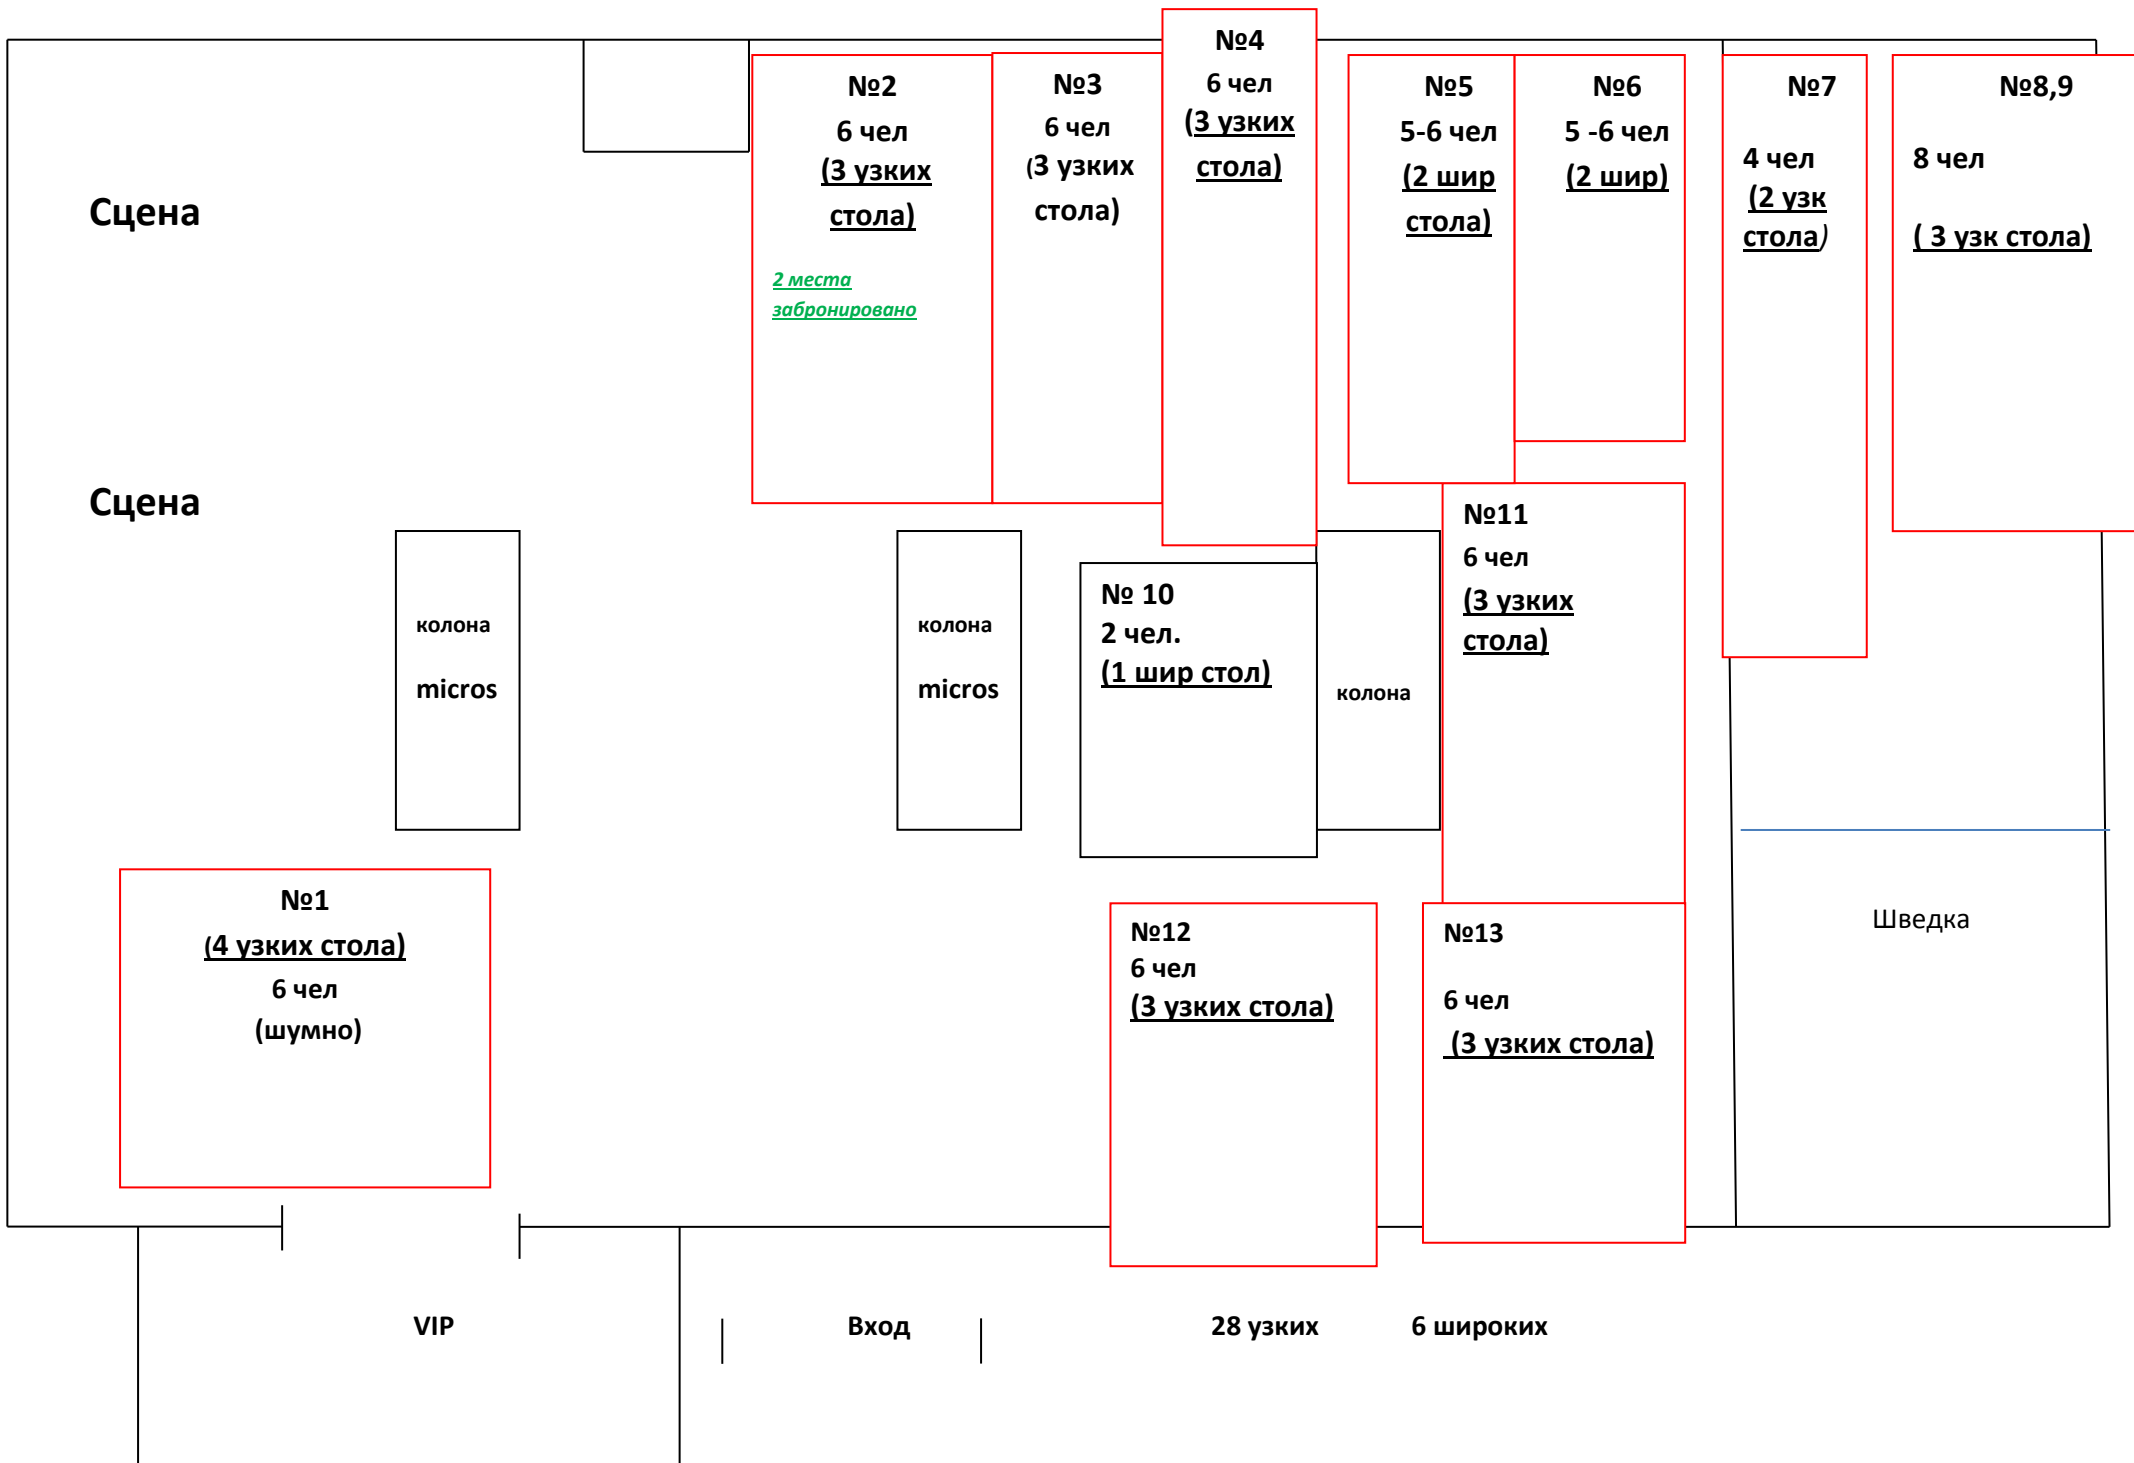 Сцена
Сцена
№2
6 чел
(3 узких
стола)
2 места
забронировано
№3
6 чел
(3 узких
стола)
№4
6 чел
(3 узких
стола)
№5
5-6 чел
(2 шир
стола)
№6
5 -6 чел
(2 шир)
№7
4 чел
(2 узк
стола)
№8,9
8 чел
( 3 узк стола)
колона
micros
колона
micros
№ 10
2 чел.
(1 шир стол)
колона
№11
6 чел
(3 узких
стола)
№1
(4 узких стола)
6 чел
(шумно)
№12
6 чел
(3 узких стола)
№13
6 чел
(3 узких стола)
Шведка
VIP
Вход
28 узких
6 широких